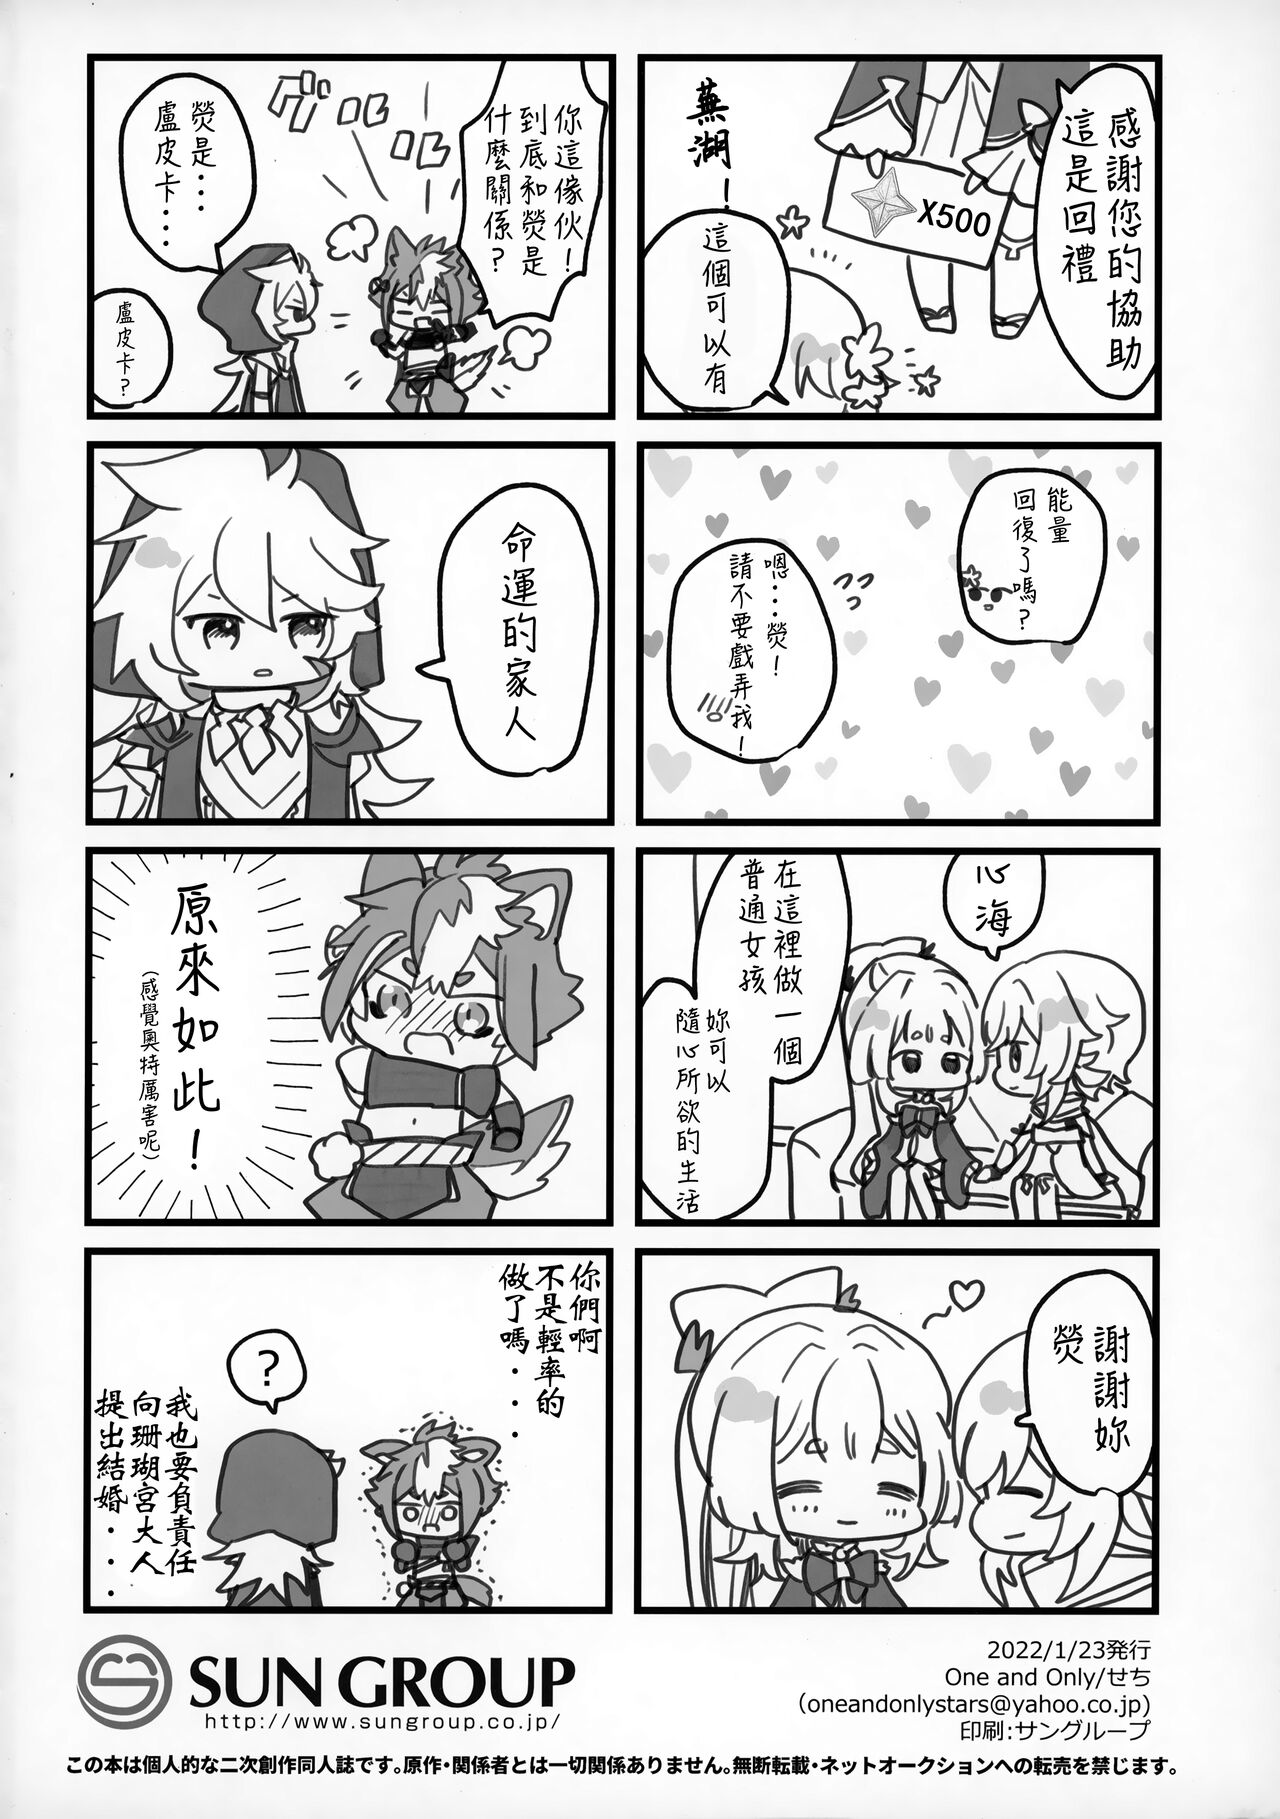 感謝您的協助
這是回禮
X500
蕪湖！
這個可以有
能量
回復了嗎？
嗯・・・熒！
請不要戲弄我！
心海
在這裡做一個
普通女孩
妳可以
隨心所欲的生活
謝謝妳
熒
你這傢伙！
到底和熒是
什麼關係？
グルルル
熒是・・・
盧皮卡・・・・
盧皮卡？
命運的家人
原來如此！
（感覺奧特厲害呢）
你們啊
不是輕率的
做了嗎・・・・
？
我也要負責任
向珊瑚宮大人
提出結婚・・・・
SUN GROUP
http://www.sungroup.co.jp/
2022/1/23発行
One and Only/せち
（oneandonlystars@yahoo.co.jp)
印刷:サングループ
この本は個人的な二次創作同人誌です。原作・関係者とは一切関係ありません。無断転載・ネットオークションへの転売を禁じます。